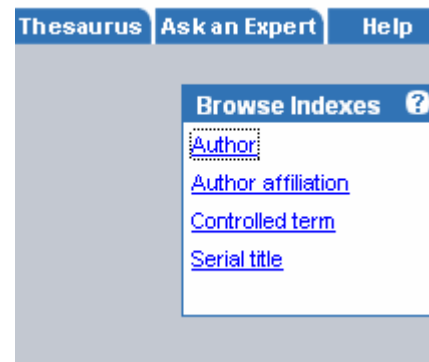 Thesaurus Ask an Expert Help
Browse Indexes ?
Author
Author affiliation
Controlled term
Serial title